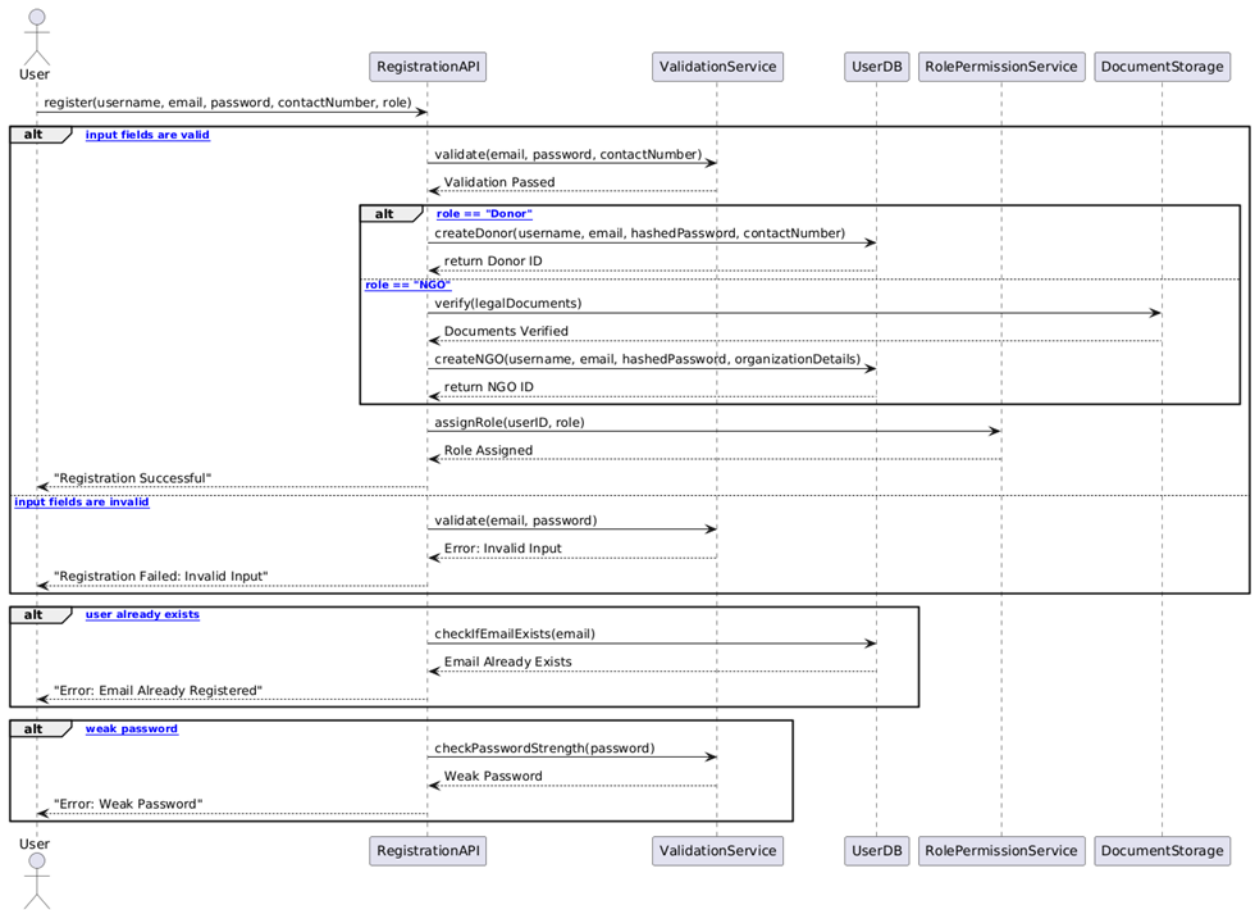 User
RegistrationAPI
ValidationService
UserDB
RolePermissionService
DocumentStorage
register(username, email, password, contactNumber, role)
alt
input fields are valid
validate(email, password, contactNumber)
Validation Passed
alt
role == "Donor"
createDonor(username, email, hashedPassword, contactNumber)
return Donor ID
role == "NGO"
verify(legalDocuments)
Documents Verified
createNGO(username, email, hashedPassword, organizationDetails)
return NGO ID
assignRole(userID, role)
Role Assigned
"Registration Successful"
input fields are invalid
validate(email, password)
Error: Invalid Input
"Registration Failed: Invalid Input"
alt
user already exists
checkIfEmailExists(email)
Email Already Exists
"Error: Email Already Registered"
alt
weak password
checkPasswordStrength(password)
Weak Password
"Error: Weak Password"
User
RegistrationAPI
ValidationService
UserDB
RolePermissionService
DocumentStorage